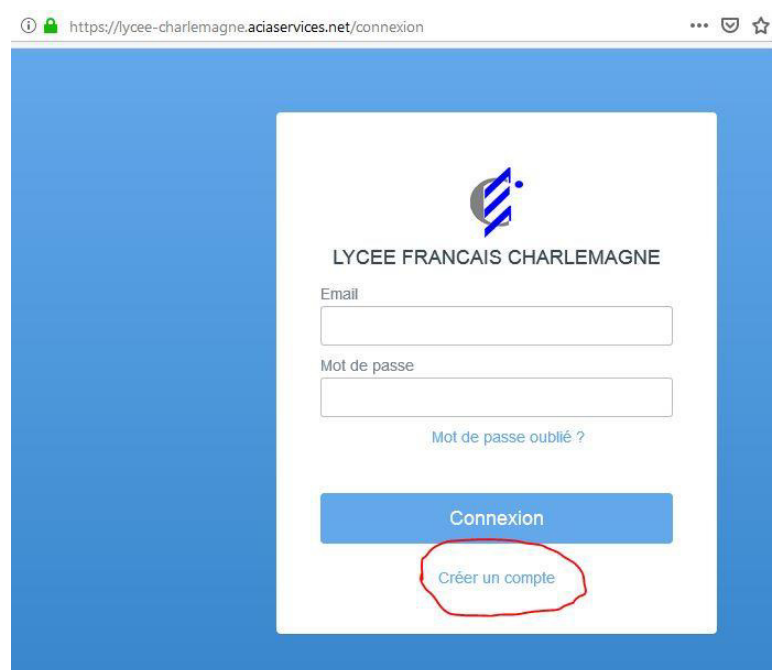 https://lycee-charlemagne.aciaservices.net/connexion
LYCEE FRANCAIS CHARLEMAGNE
Email
Mot de passe
Mot de passe oublié ?
Connexion
Créer un compte